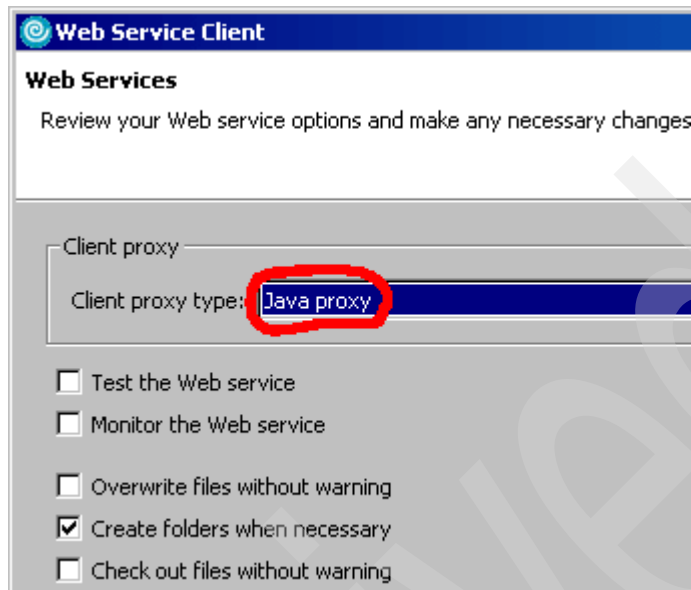 Web Service Client
Web Services
Review your Web service options and make any necessary changes
Client proxy
Client proxy type: Java proxy
Test the Web service
Monitor the Web service
Overwrite files without warning
Create folders when necessary
Check out files without warning